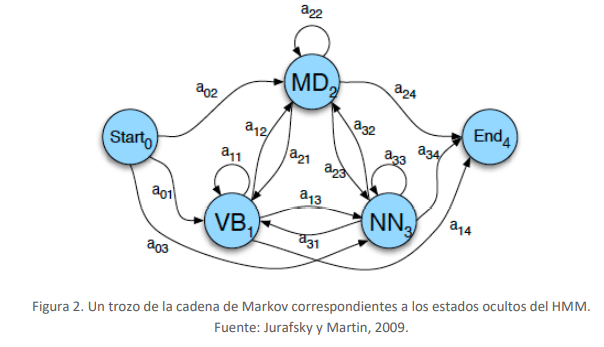 a22
MD2
a02
a24
a12
a32
Start0
End4
a11
a21
a33
a34
a23
a01
a13
VB1
NN3
a14
a03
a31
Figura 2. Un trozo de la cadena de Markov correspondientes a los estados ocultos del HMM.
Fuente: Jurafsky y Martin, 2009.